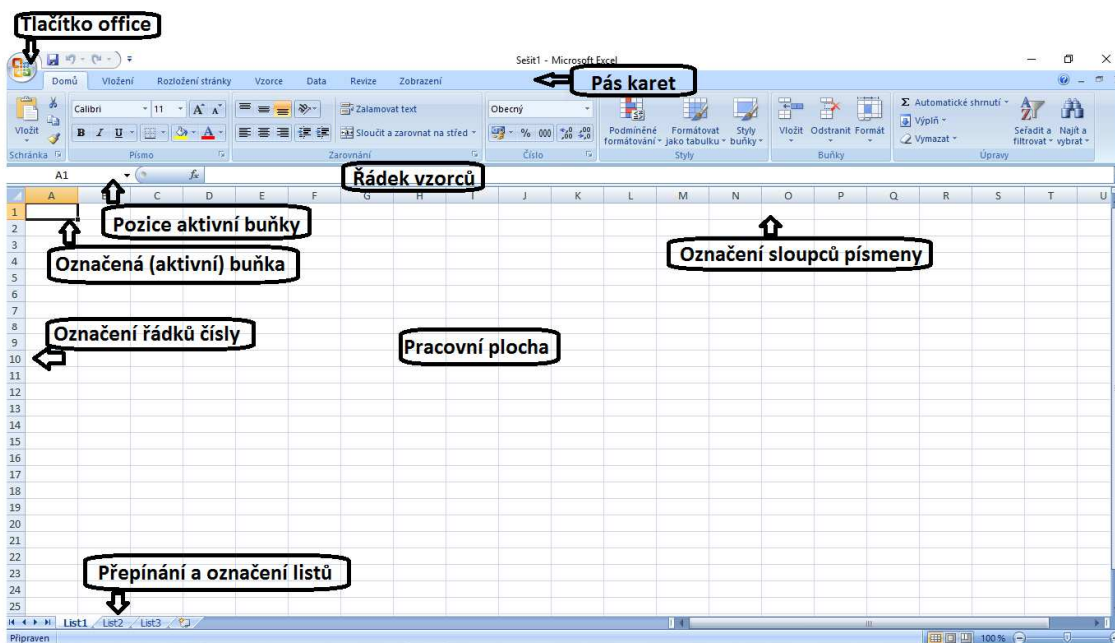 Tlačítko office
Sešit1 - Microsoft Excel
Domů Vložení Rozložení stránky Vzorce Data Revize Zobrazení
Pás karet
Vložit
Calibri 11 A A
Zalamovat text
Obecný
B I U A
Sloučit a zarovnat na střed
% 000 ,00 ,0
Podmíněné formátování
Formátovat jako tabulku
Styly buňky
Vložit Odstranit Formát
Σ Automatické shrnutí
Výplň
Vymazat
Seřadit a filtrovat
Najít a vybrat
Schránka Písmo Zarovnání Číslo Styly Buňky Úpravy
A1 fx
Řádek vzorců
A B C D E F G H I J K L M N O P Q R S T U
Pozice aktivní buňky
Označená (aktivní) buňka
Označení sloupců písmeny
Označení řádků čísly
Pracovní plocha
1
2
3
4
5
6
7
8
9
10
11
12
13
14
15
16
17
18
19
20
21
22
23
24
25
Přepínání a označení listů
List1 List2 List3
Připraven 100 %